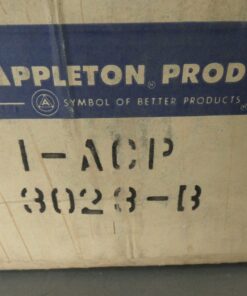 APPLETON® PROD
A SYMBOL OF BETTER PRODUCTS
1-ACP
3023-B